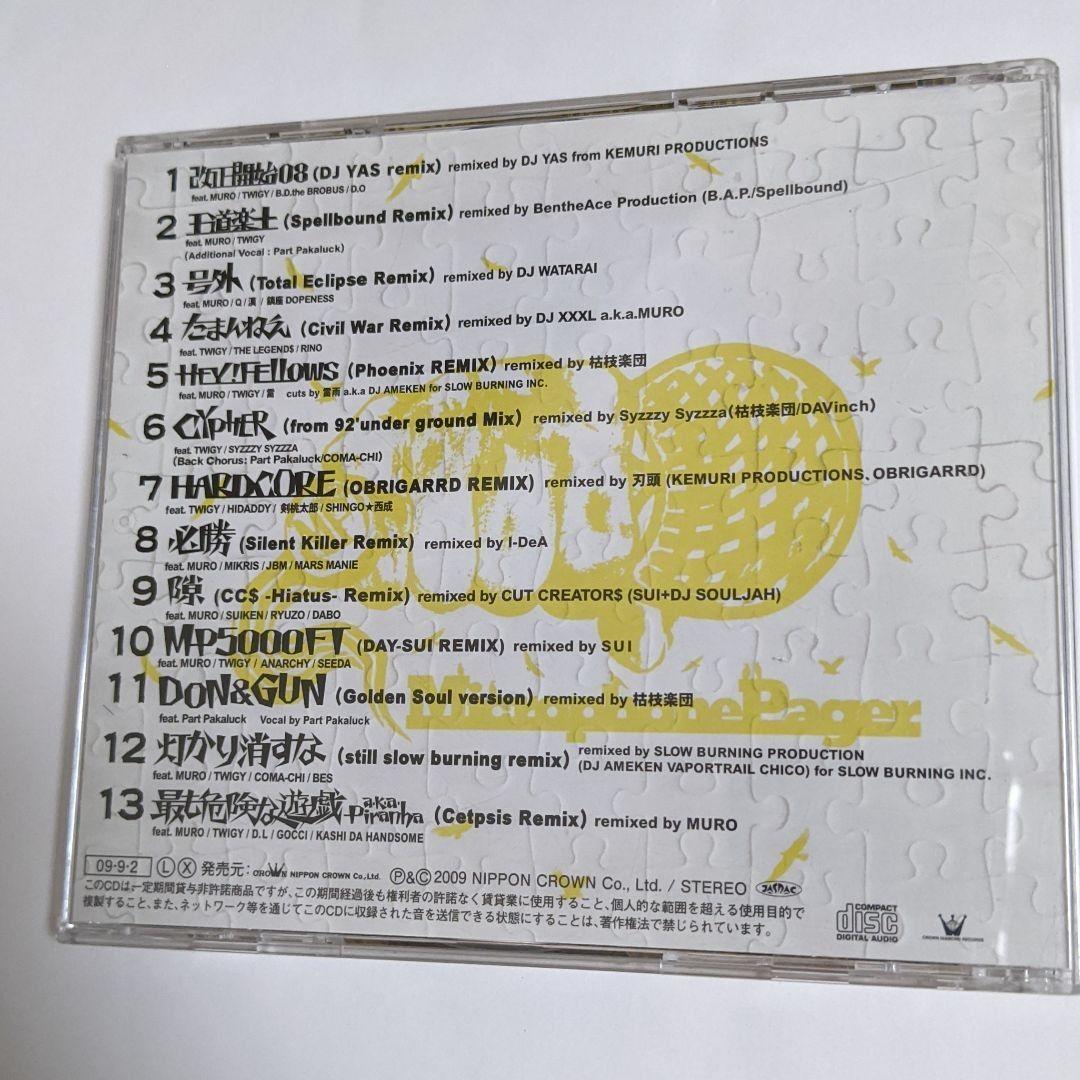 1 改正開始08 (DJ YAS remix) remixed by DJ YAS from KEMURI PRODUCTIONS
feat. MURO / TWIGY / B.D.the BROBUS / D.O
2 王道楽土 (Spellbound Remix) remixed by BentheAce Production (B.A.P./Spellbound)
feat. MURO / TWIGY
(Additional Vocal : Part Pakaluck)
3 号外 (Total Eclipse Remix) remixed by DJ WATARAI
feat. MURO / Q / 漢 / 鎮座 DOPENESS
4 たまんねえ (Civil War Remix) remixed by DJ XXXL a.k.a.MURO
feat. TWIGY / THE LEGEND$ / RINO
5 HEY!FELLOWS (Phoenix REMIX) remixed by 枯枝楽団
feat. MURO / TWIGY / 雷 cuts by 雷雨 a.k.a DJ AMEKEN for SLOW BURNING INC.
6 CYPHER (from 92'under ground Mix) remixed by Syzzzy Syzzza(枯枝楽団/DAVinch)
feat. TWIGY / SYZZZY SYZZZA
(Back Chorus: Part Pakaluck/COMA-CHI)
7 HARDCORE (OBRIGARRD REMIX) remixed by 刃頭 (KEMURI PRODUCTIONS、OBRIGARRD)
feat. TWIGY / HIDADDY / 剣桃太郎 / SHINGO★西成
8 必勝 (Silent Killer Remix) remixed by I-DeA
feat. MURO / MIKRIS / JBM / MARS MANIE
9 隙 (CC$ -Hiatus- Remix) remixed by CUT CREATOR$ (SUI+DJ SOULJAH)
feat. MURO / SUIKEN / RYUZO / DABO
10 MP5000FT (DAY-SUI REMIX) remixed by SUI
feat. MURO / TWIGY / ANARCHY / SEEDA
11 DON&GUN (Golden Soul version) remixed by 枯枝楽団
feat. Part Pakaluck Vocal by Part Pakaluck
MicrophonePager
12 灯かり消すな (still slow burning remix) remixed by SLOW BURNING PRODUCTION
(DJ AMEKEN VAPORTRAIL CHICO) for SLOW BURNING INC.
feat. MURO / TWIGY / COMA-CHI / BES
13 最も危険な遊戯 a.k.a. Piranha (Cetpsis Remix) remixed by MURO
feat. MURO / TWIGY / D.L / GOCCI / KASHI DA HANDSOME
09-9-2 Ⓛ Ⓧ 発売元: CROWN NIPPON CROWN Co., Ltd. Ⓟ&© 2009 NIPPON CROWN Co., Ltd. / STEREO JASRAC
このCDは、一定期間貸与非許諾商品ですが、この期間経過後も権利者の許諾なく賃貸業に使用すること、個人的な範囲を超える使用目的で
複製すること、また、ネットワーク等を通じてこのCDに収録された音を送信できる状態にすることは、著作権法で禁じられています。
COMPACT
disc
DIGITAL AUDIO